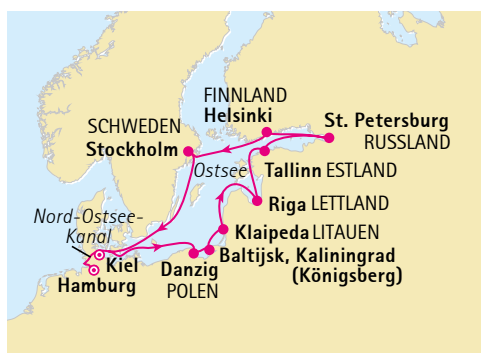 FINNLAND
Helsinki
St. Petersburg
RUSSLAND
SCHWEDEN
Stockholm
Ostsee
Tallinn ESTLAND
Riga LETTLAND
Nord-Ostsee-
Kanal
Klaipeda LITAUEN
Baltijsk, Kaliningrad
(Königsberg)
Kiel
Hamburg
Danzig
POLEN